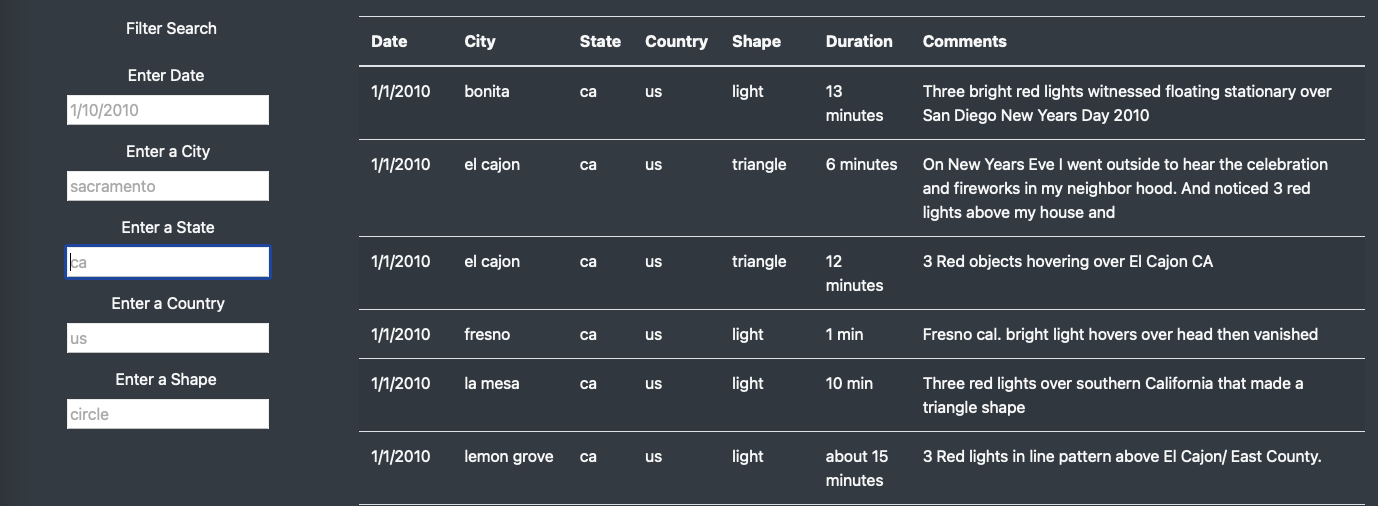 Filter Search
Enter Date
1/10/2010
Enter a City
sacramento
Enter a State
ca
Enter a Country
us
Enter a Shape
circle
Date City State Country Shape Duration Comments
1/1/2010 bonita ca us light 13 Three bright red lights witnessed floating stationary over
minutes San Diego New Years Day 2010
1/1/2010 el cajon ca us triangle 6 minutes On New Years Eve I went outside to hear the celebration
and fireworks in my neighbor hood. And noticed 3 red
lights above my house and
1/1/2010 el cajon ca us triangle 12 3 Red objects hovering over El Cajon CA
minutes
1/1/2010 fresno ca us light 1 min Fresno cal. bright light hovers over head then vanished
1/1/2010 la mesa ca us light 10 min Three red lights over southern California that made a
triangle shape
1/1/2010 lemon grove ca us light about 15 3 Red lights in line pattern above El Cajon/ East County.
minutes